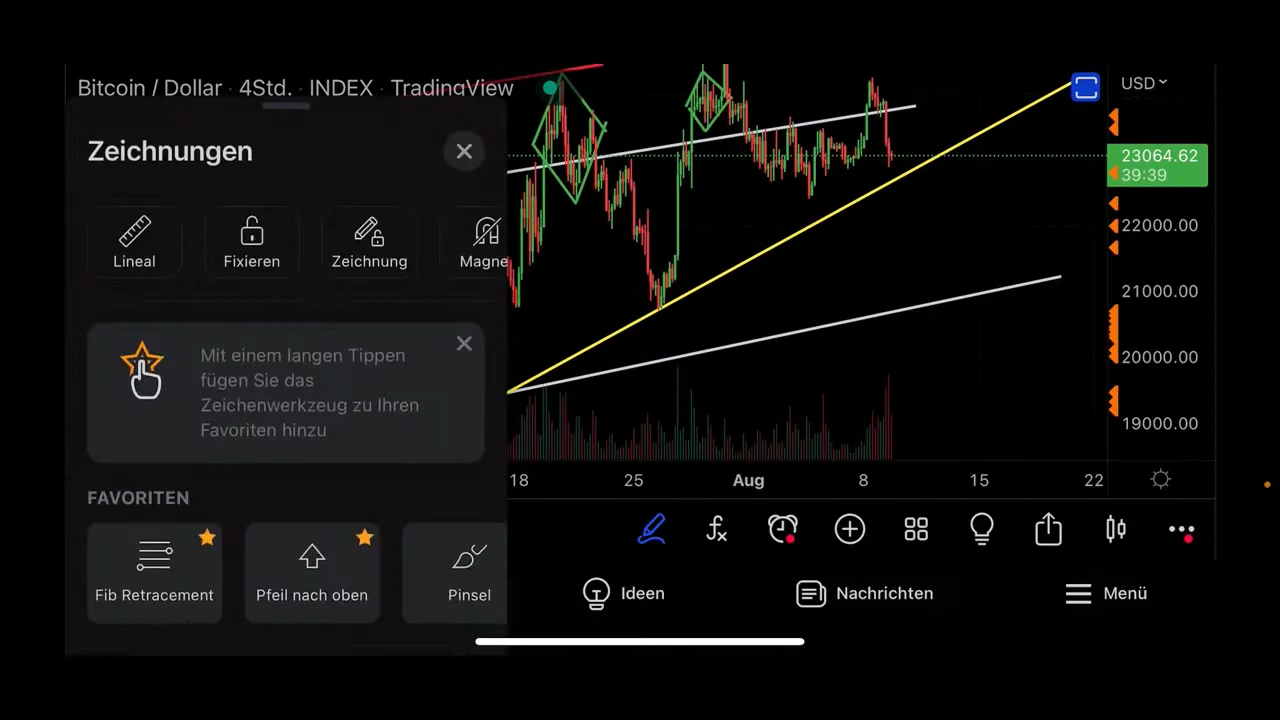 Bitcoin / Dollar · 4Std. · INDEX · TradingView
USD
Zeichnungen
23064.62
39:39
22000.00
21000.00
20000.00
19000.00
Lineal
Fixieren
Zeichnung
Magne
Mit einem langen Tippen
fügen Sie das
Zeichenwerkzeug zu Ihren
Favoriten hinzu
18 25 Aug 8 15 22
FAVORITEN
Fib Retracement
Pfeil nach oben
Pinsel
Ideen
Nachrichten
Menü